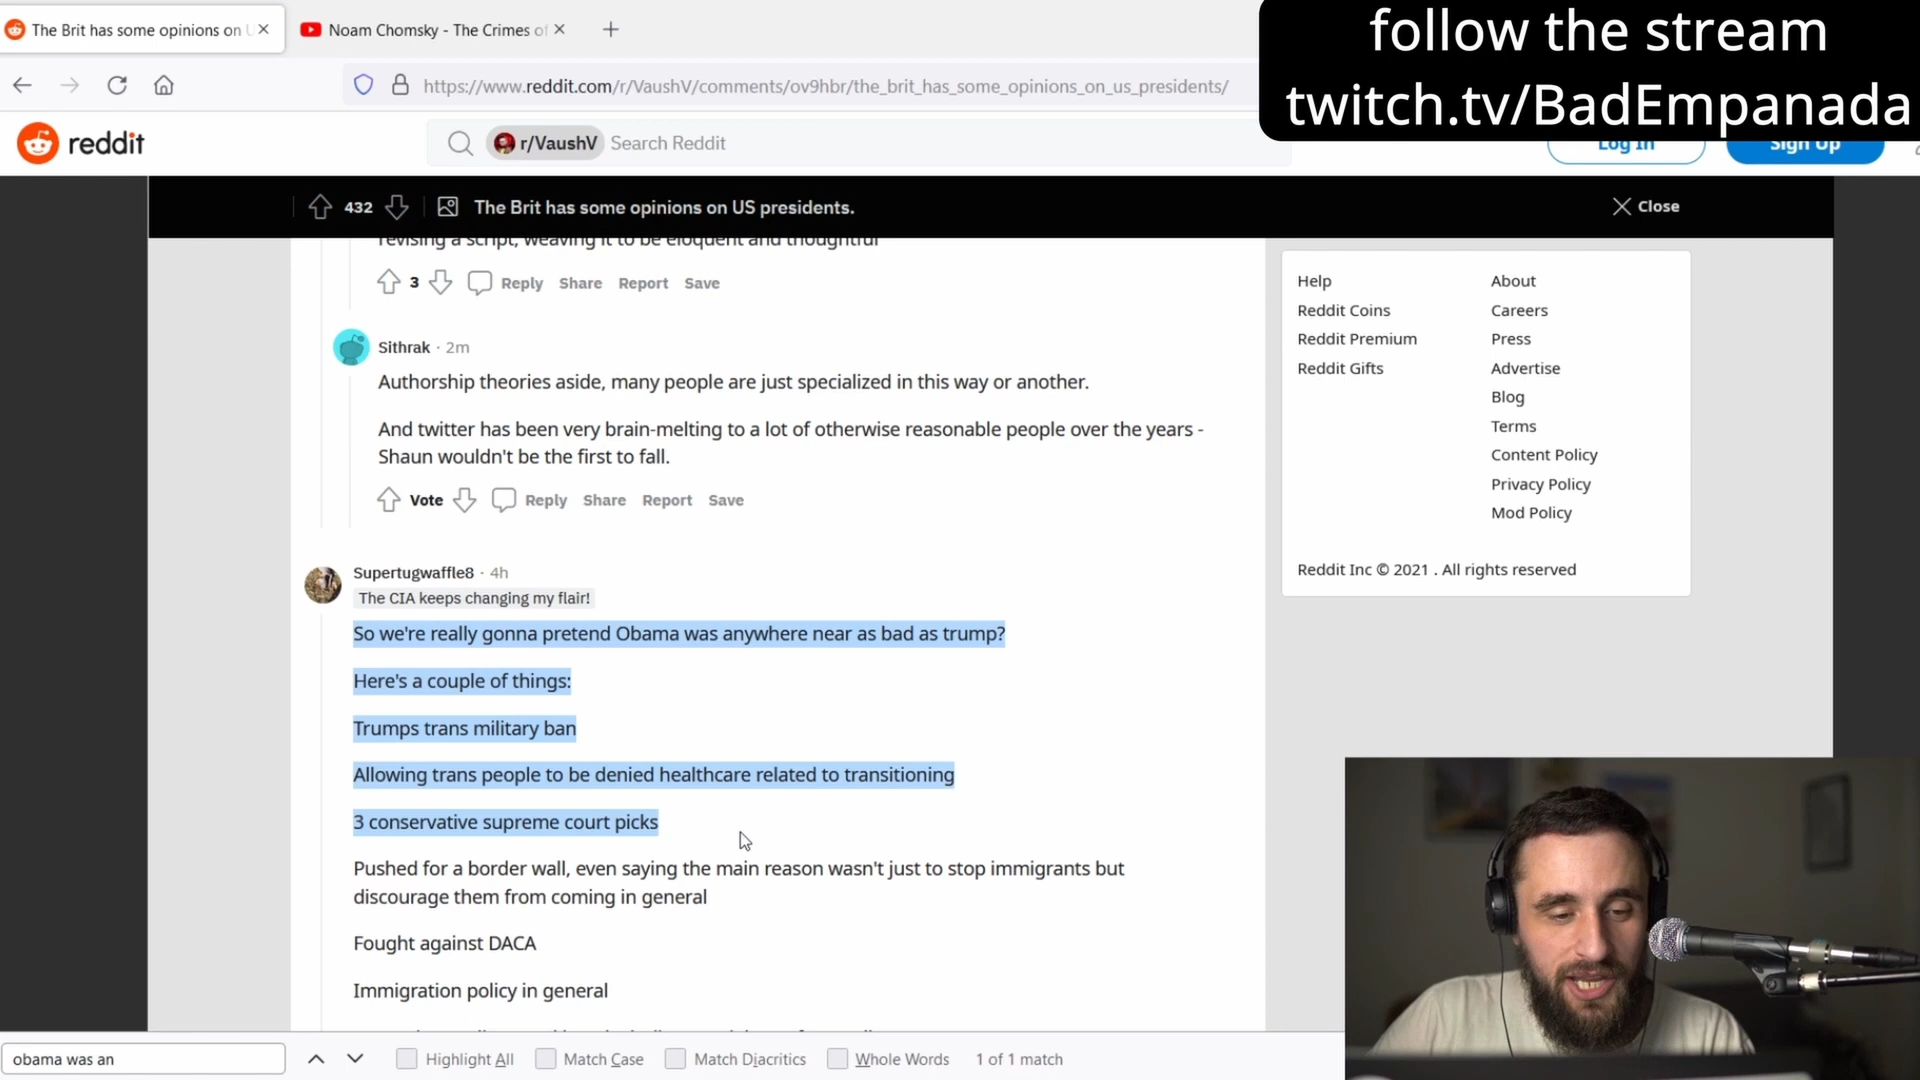 The Brit has some opinions on U
Noam Chomsky - The Crimes of
follow the stream
twitch.tv/BadEmpanada
https://www.reddit.com/r/VaushV/comments/ov9hbr/the_brit_has_some_opinions_on_us_presidents/
reddit
r/VaushV
Search Reddit
Log In
Sign Up
432
The Brit has some opinions on US presidents.
Close
revising a script, weaving it to be eloquent and thoughtful
3
Reply
Share
Report
Save
Sithrak · 2m
Authorship theories aside, many people are just specialized in this way or another.
And twitter has been very brain-melting to a lot of otherwise reasonable people over the years -
Shaun wouldn't be the first to fall.
Vote
Reply
Share
Report
Save
Supertugwaffle8 · 4h
The CIA keeps changing my flair!
So we're really gonna pretend Obama was anywhere near as bad as trump?
Here's a couple of things:
Trumps trans military ban
Allowing trans people to be denied healthcare related to transitioning
3 conservative supreme court picks
Pushed for a border wall, even saying the main reason wasn't just to stop immigrants but
discourage them from coming in general
Fought against DACA
Immigration policy in general
Help
Reddit Coins
Reddit Premium
Reddit Gifts
About
Careers
Press
Advertise
Blog
Terms
Content Policy
Privacy Policy
Mod Policy
Reddit Inc © 2021 . All rights reserved
obama was an
Highlight All
Match Case
Match Diacritics
Whole Words
1 of 1 match